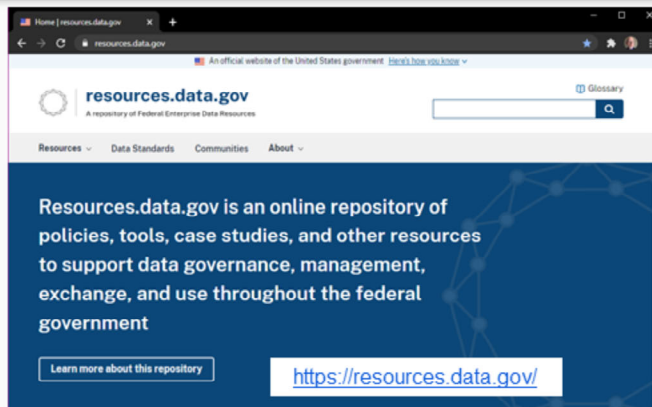 Home | resources.data.gov
resources.data.gov
An official website of the United States government Here's how you know
resources.data.gov
A repository of Federal Enterprise Data Resources
Glossary
Resources Data Standards Communities About
Resources.data.gov is an online repository of
policies, tools, case studies, and other resources
to support data governance, management,
exchange, and use throughout the federal
government
Learn more about this repository
https://resources.data.gov/